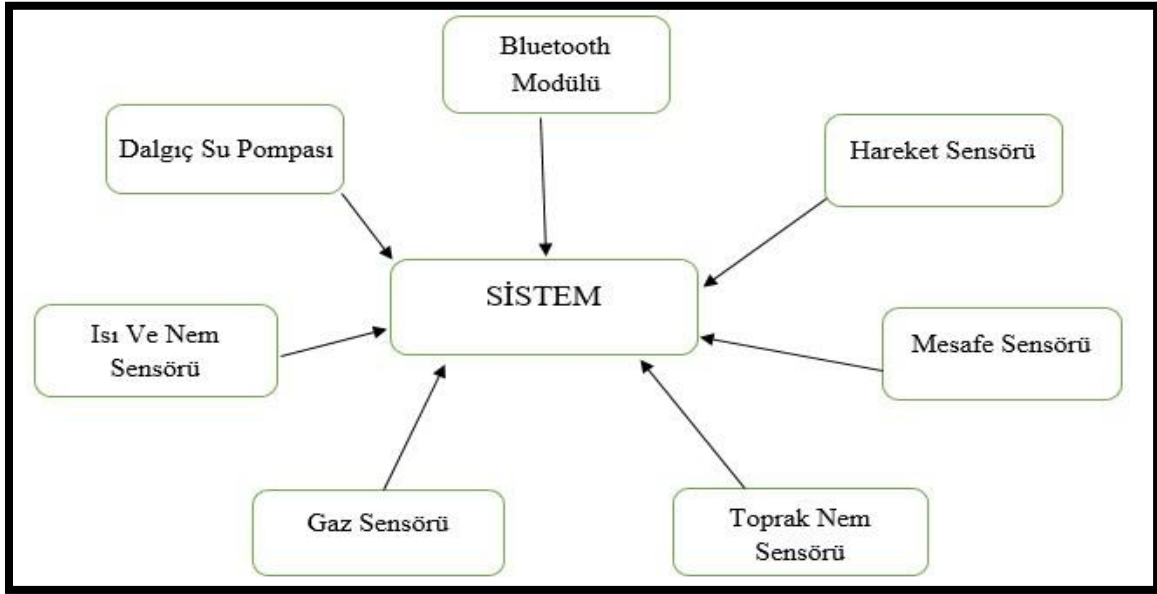 Bluetooth
Modülü
Dalgıç Su Pompası
Hareket Sensörü
SİSTEM
Isı Ve Nem
Sensörü
Mesafe Sensörü
Gaz Sensörü
Toprak Nem
Sensörü